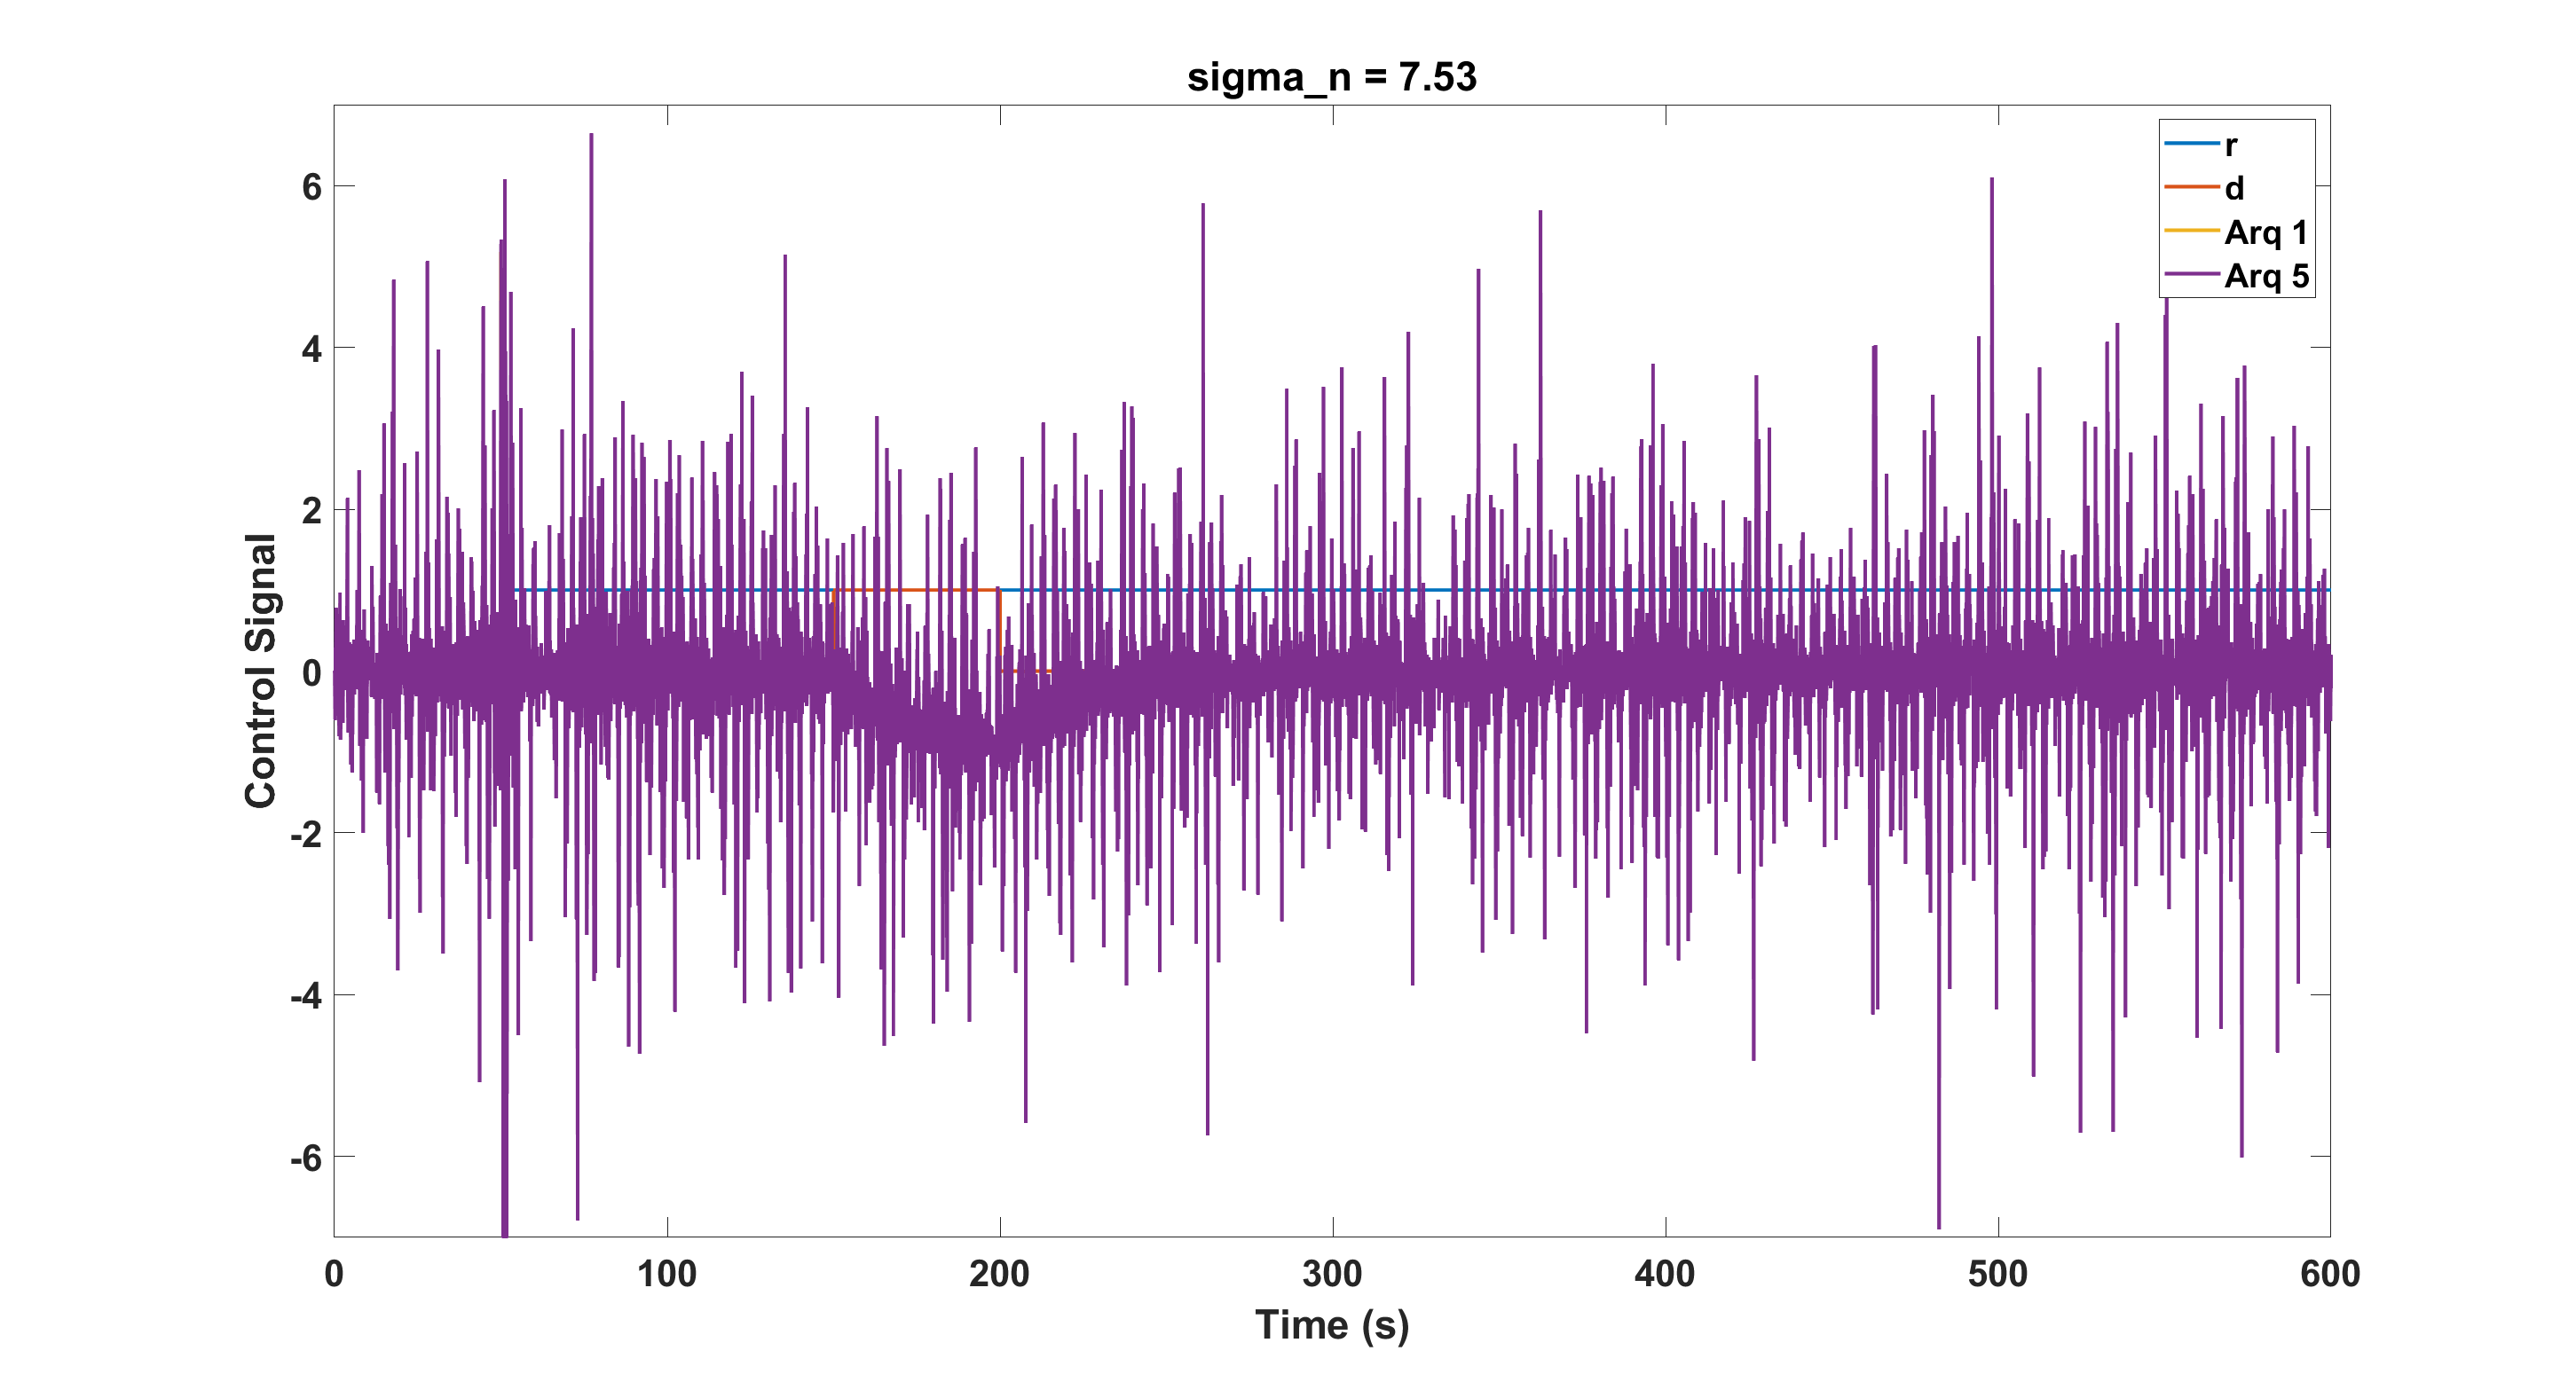 sigma_n = 7.53
r
d
Arq 1
Arq 5
6
4
2
0
-2
-4
-6
Control Signal
0 100 200 300 400 500 600
Time (s)